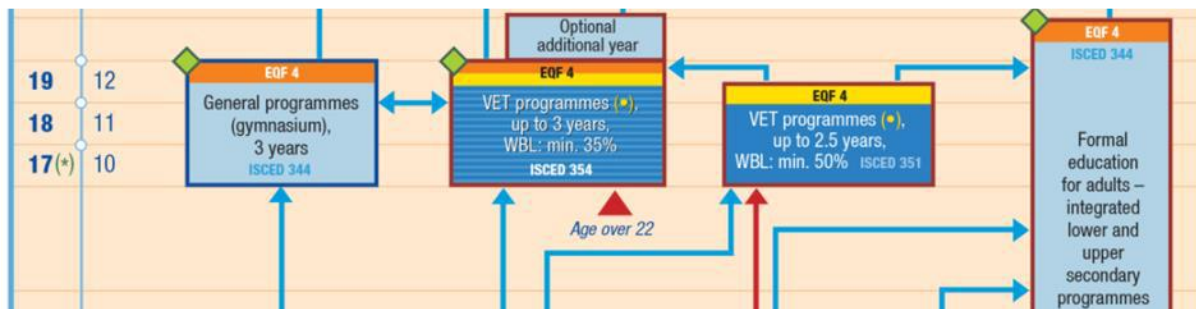 Optional
additional year
19 12
18 11
17(*) 10
EQF 4
General programmes
(gymnasium),
3 years
ISCED 344
EQF 4
VET programmes (•),
up to 3 years,
WBL: min. 35%
ISCED 354
Age over 22
EQF 4
VET programmes (•),
up to 2.5 years,
WBL: min. 50% ISCED 351
EQF 4
ISCED 344
Formal
education
for adults –
integrated
lower and
upper
secondary
programmes